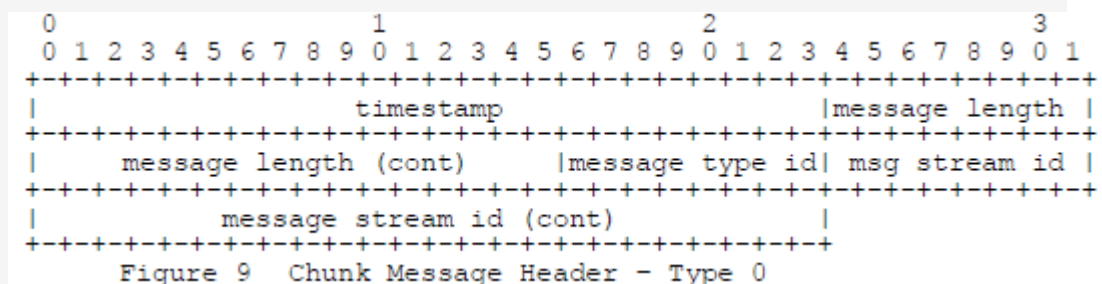 0                   1                   2                   3
 0 1 2 3 4 5 6 7 8 9 0 1 2 3 4 5 6 7 8 9 0 1 2 3 4 5 6 7 8 9 0 1
+-+-+-+-+-+-+-+-+-+-+-+-+-+-+-+-+-+-+-+-+-+-+-+-+-+-+-+-+-+-+-+-+
|                   timestamp                   |message length |
+-+-+-+-+-+-+-+-+-+-+-+-+-+-+-+-+-+-+-+-+-+-+-+-+-+-+-+-+-+-+-+-+
|     message length (cont)     |message type id| msg stream id |
+-+-+-+-+-+-+-+-+-+-+-+-+-+-+-+-+-+-+-+-+-+-+-+-+-+-+-+-+-+-+-+-+
|           message stream id (cont)            |
+-+-+-+-+-+-+-+-+-+-+-+-+-+-+-+-+-+-+-+-+-+-+-+-+
Figure 9  Chunk Message Header - Type 0